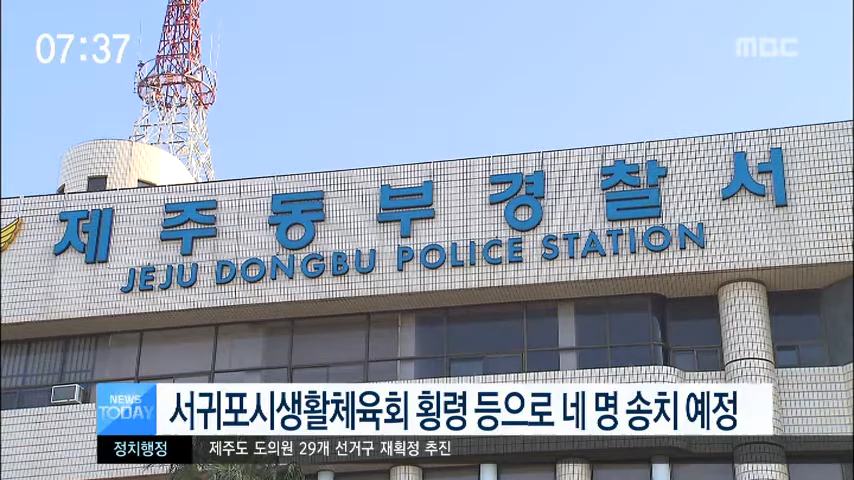 07:37
MBC
제주동부경찰서
JEJU DONGBU POLICE STATION
NEWS
TODAY
서귀포시생활체육회 횡령 등으로 네 명 송치 예정
정치행정
제주도 도의원 29개 선거구 재획정 추진